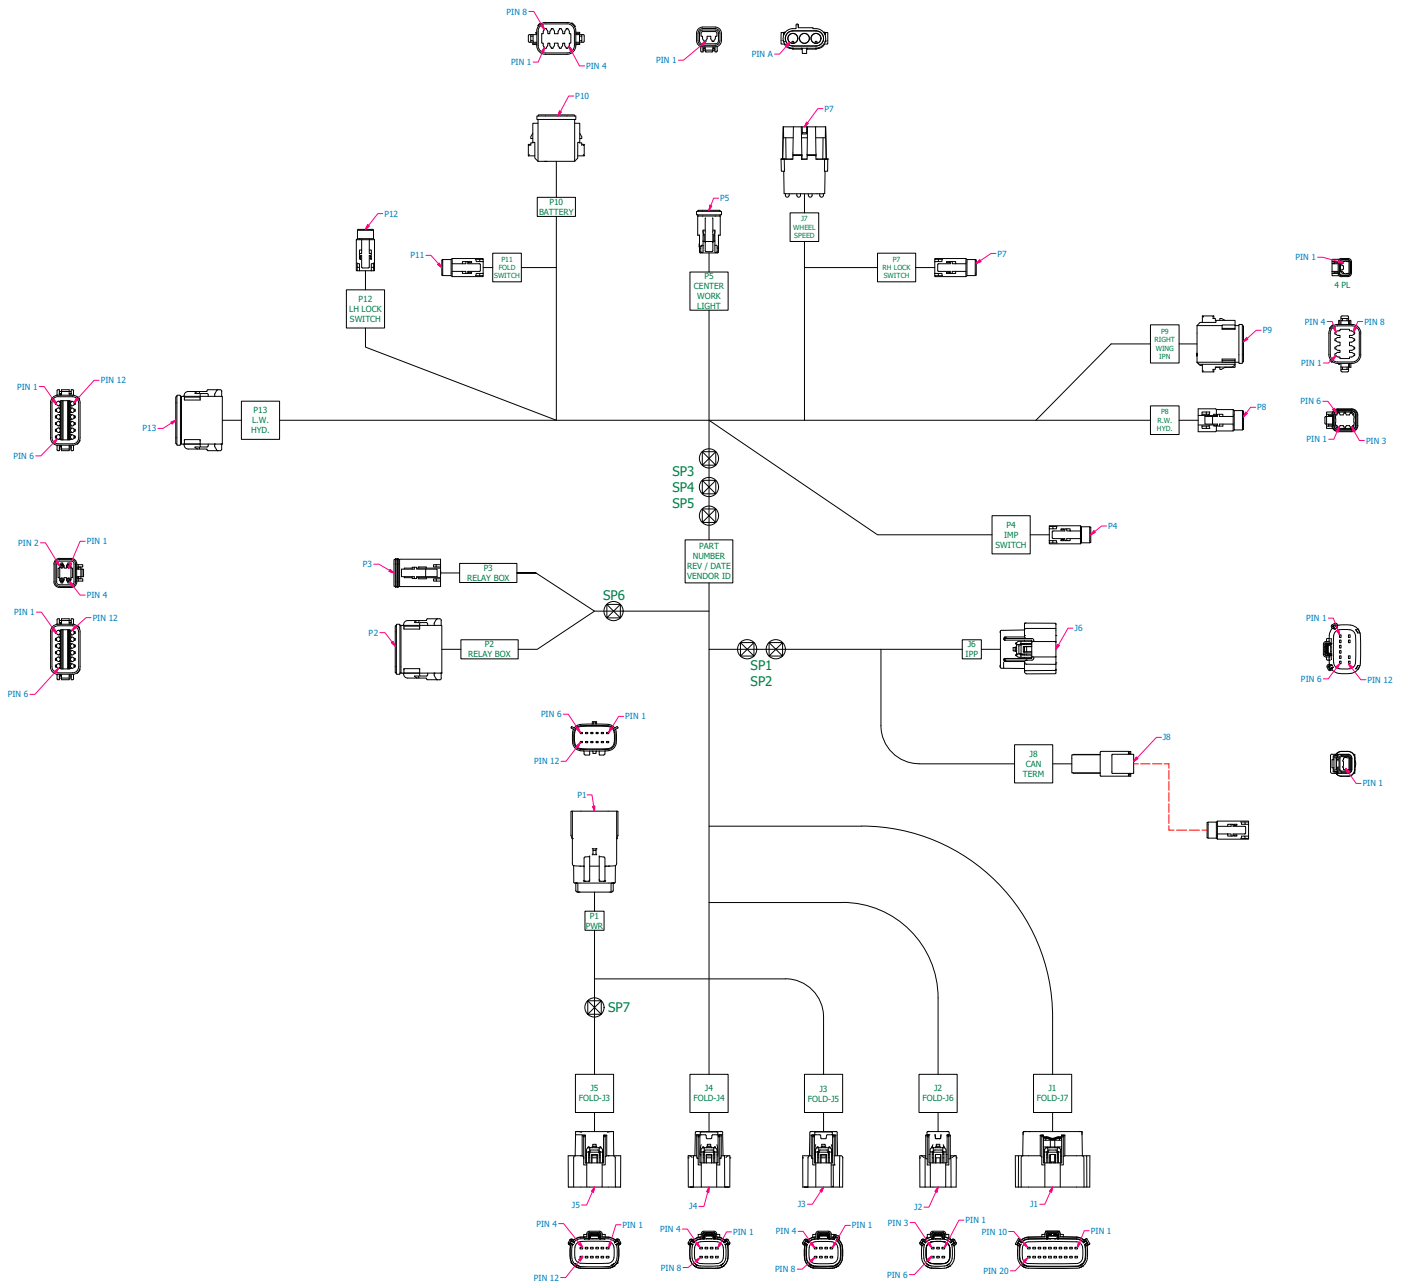 PIN 8
PIN 1
PIN 4
PIN 1
PIN A
P10
P7
P10
BATTERY
P12
P5
J7
WHEEL
SPEED
P11
P11
FOLD
SWITCH
P5
CENTER
WORK
LIGHT
P7
RH LOCK
SWITCH
P7
PIN 1
4 PL
P12
LH LOCK
SWITCH
P9
RIGHT
WING
IPN
P9
PIN 4
PIN 8
PIN 1
PIN 1
PIN 12
PIN 6
P13
P13
L.W.
HYD.
P8
R.W.
HYD.
P8
PIN 6
PIN 1
PIN 3
SP3
SP4
SP5
P4
IMP
SWITCH
P4
PART
NUMBER
REV / DATE
VENDOR ID
PIN 2
PIN 1
PIN 4
P3
P3
RELAY BOX
SP6
PIN 1
PIN 12
PIN 6
P2
P2
RELAY BOX
SP1
SP2
J6
IPP
J6
PIN 1
PIN 6
PIN 12
PIN 6
PIN 1
PIN 12
J8
CAN
TERM
J8
PIN 1
P1
P1
PWR
SP7
J5
FOLD-J3
J4
FOLD-J4
J3
FOLD-J5
J2
FOLD-J6
J1
FOLD-J7
J5
J4
J3
J2
J1
PIN 4
PIN 1
PIN 12
PIN 4
PIN 1
PIN 8
PIN 4
PIN 1
PIN 8
PIN 3
PIN 1
PIN 6
PIN 10
PIN 1
PIN 20